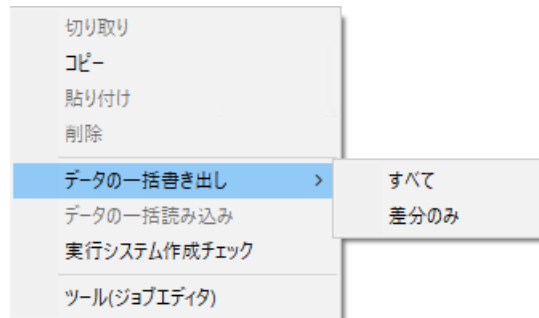 切り取り
コピー
貼り付け
削除
データの一括書き出し
すべて
データの一括読み込み
差分のみ
実行システム作成チェック
ツール(ジョブエディタ)